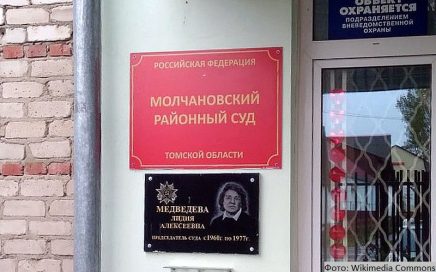 ОБЪЕКТ
ОХРАНЯЕТСЯ
ПОДРАЗДЕЛЕНИЕМ
ВНЕВЕДОМСТВЕННОЙ
ОХРАНЫ
РОССИЙСКАЯ ФЕДЕРАЦИЯ
МОЛЧАНОВСКИЙ
РАЙОННЫЙ СУД
ТОМСКОЙ ОБЛАСТИ
МЕДВЕДЕВА
ЛИДИЯ
АЛЕКСЕЕВНА
ПРЕДСЕДАТЕЛЬ СУДА с 1960г. по 1977г.
Фото: Wikimedia Commons